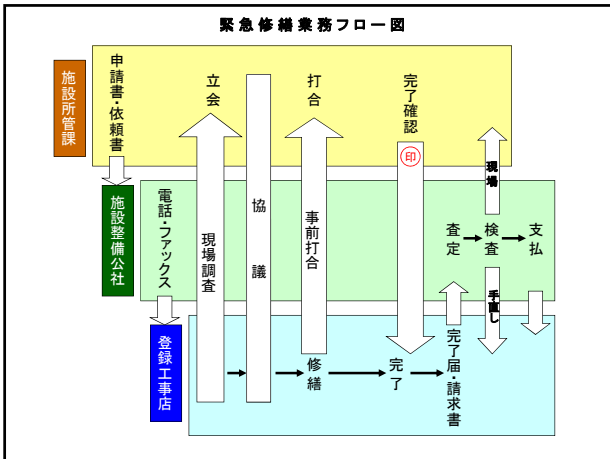 緊急修繕業務フロー図
施設所管課
申請書・依頼書
立会
打合
完了確認
印
現場
施設整備公社
電話・ファックス
現場調査
協議
事前打合
査定
検査
支払
手直し
登録工事店
修繕
完了
完了届・請求書